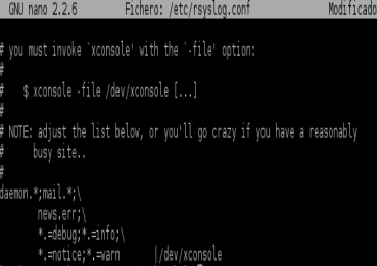 GNU nano 2.2.6 Fichero: /etc/rsyslog.conf Modificado
# you must invoke `xconsole' with the `-file' option:
#
# $ xconsole -file /dev/xconsole [...]
#
# NOTE: adjust the list below, or you'll go crazy if you have a reasonably
# busy site..
#
daemon.*;mail.*;\
news.err;\
*.=debug;*.=info;\
*.=notice;*.=warn |/dev/xconsole